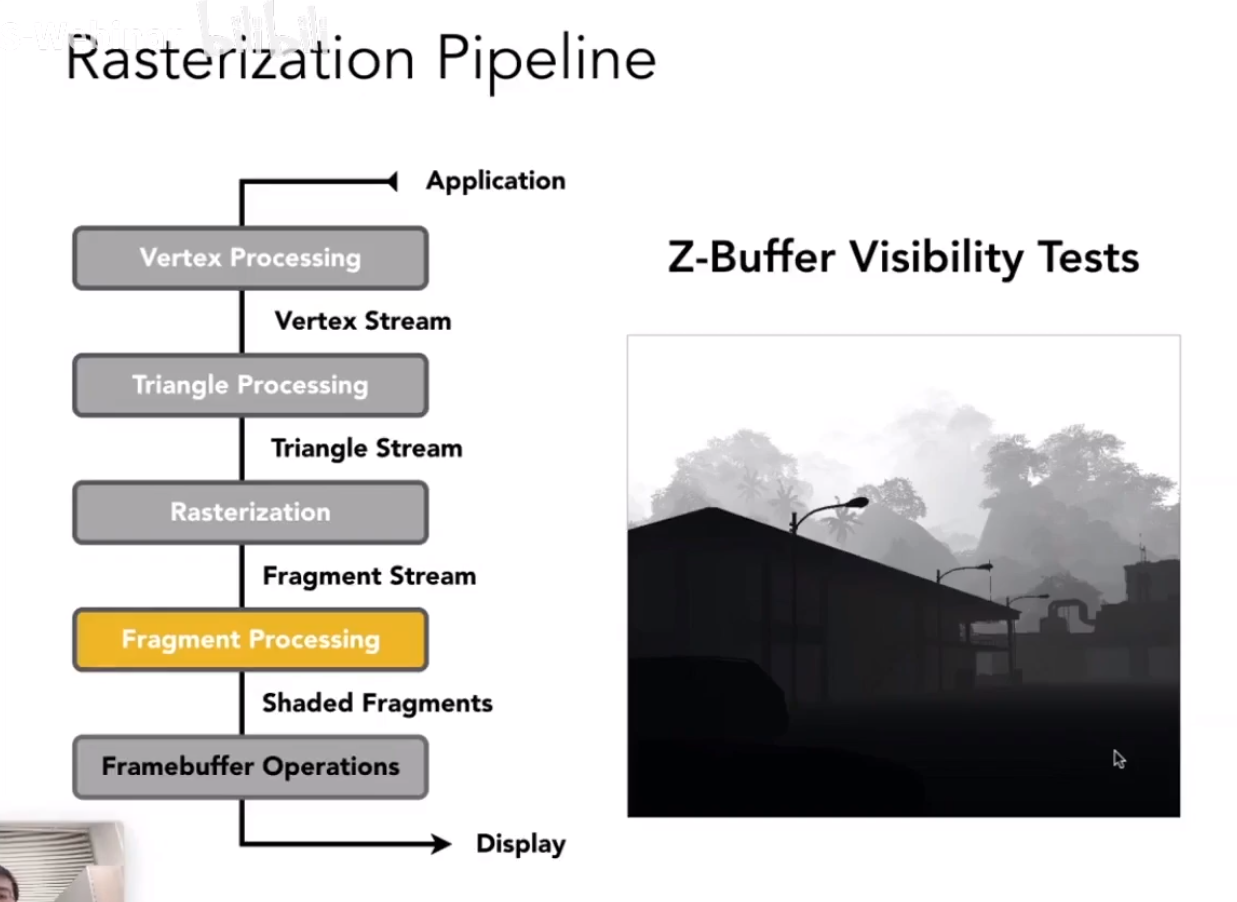 Rasterization Pipeline
Application
Vertex Processing
Vertex Stream
Triangle Processing
Triangle Stream
Rasterization
Fragment Stream
Fragment Processing
Shaded Fragments
Framebuffer Operations
Display
Z-Buffer Visibility Tests
bilibili